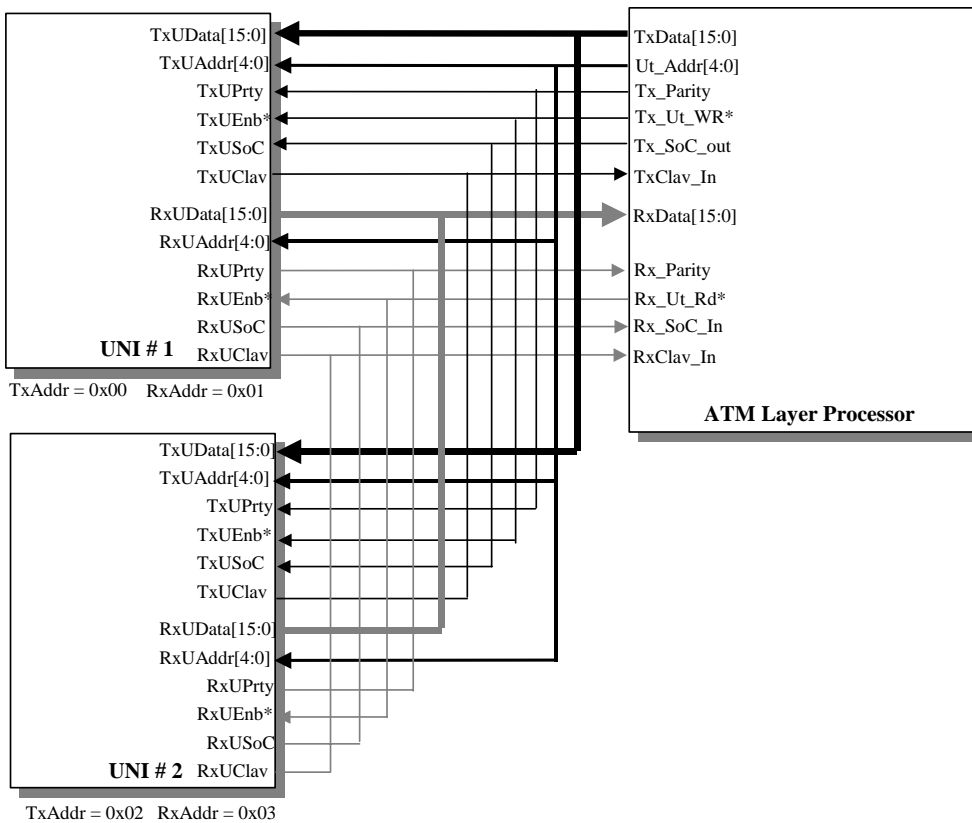 TxUData[15:0]
TxUAddr[4:0]
TxUPrty
TxUEnb*
TxUSoC
TxUClav
RxUData[15:0]
RxUAddr[4:0]
RxUPrty
RxUEnb*
RxUSoC
UNI # 1
RxUClav
TxAddr = 0x00 RxAddr = 0x01
TxData[15:0]
Ut_Addr[4:0]
Tx_Parity
Tx_Ut_WR*
Tx_SoC_out
TxClav_In
RxData[15:0]
Rx_Parity
Rx_Ut_Rd*
Rx_SoC_In
RxClav_In
ATM Layer Processor
TxUData[15:0]
TxUAddr[4:0]
TxUPrty
TxUEnb*
TxUSoC
TxUClav
RxUData[15:0]
RxUAddr[4:0]
RxUPrty
RxUEnb*
RxUSoC
UNI # 2 RxUClav
TxAddr = 0x02 RxAddr = 0x03